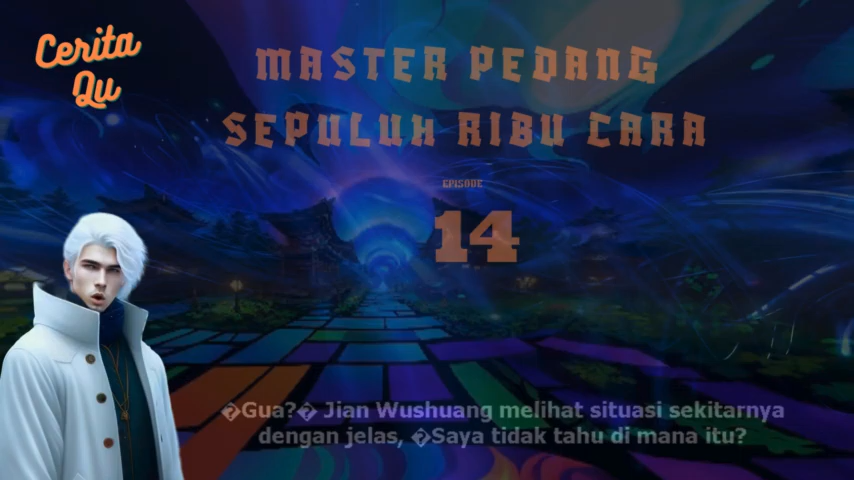 Cerita
Qu
MASTER PEDANG
SEPULUH RIBU CARA
EPISODE
14
�Gua?� Jian Wushuang melihat situasi sekitarnya
dengan jelas, �Saya tidak tahu di mana itu?